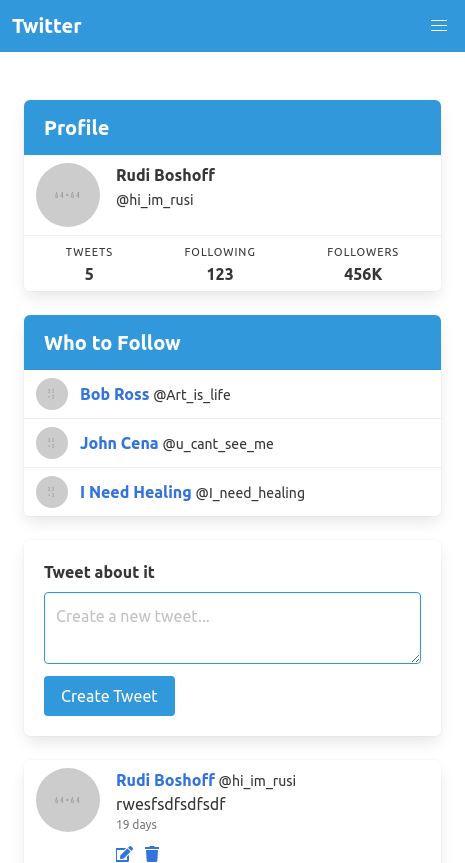 Twitter
Profile
64×64
Rudi Boshoff
@hi_im_rusi
TWEETS FOLLOWING FOLLOWERS
5 123 456K
Who to Follow
Bob Ross @Art_is_life
John Cena @u_cant_see_me
I Need Healing @I_need_healing
Tweet about it
Create a new tweet...
Create Tweet
64×64
Rudi Boshoff @hi_im_rusi
rwesfsdfsdfsdf
19 days